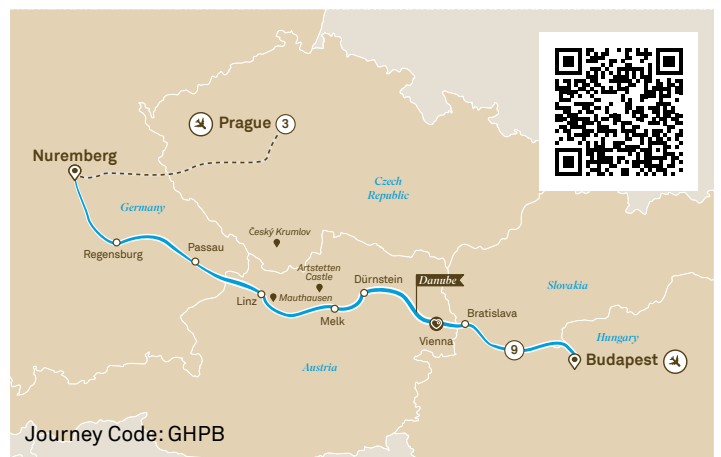 Prague 3
Nuremberg
Czech
Republic
Germany
Český Krumlov
Regensburg
Passau
Artstetten
Castle
Dürnstein
Danube
Slovakia
Linz
Mauthausen
Melk
Bratislava
Vienna
Hungary
9
Budapest
Austria
Journey Code: GHPB